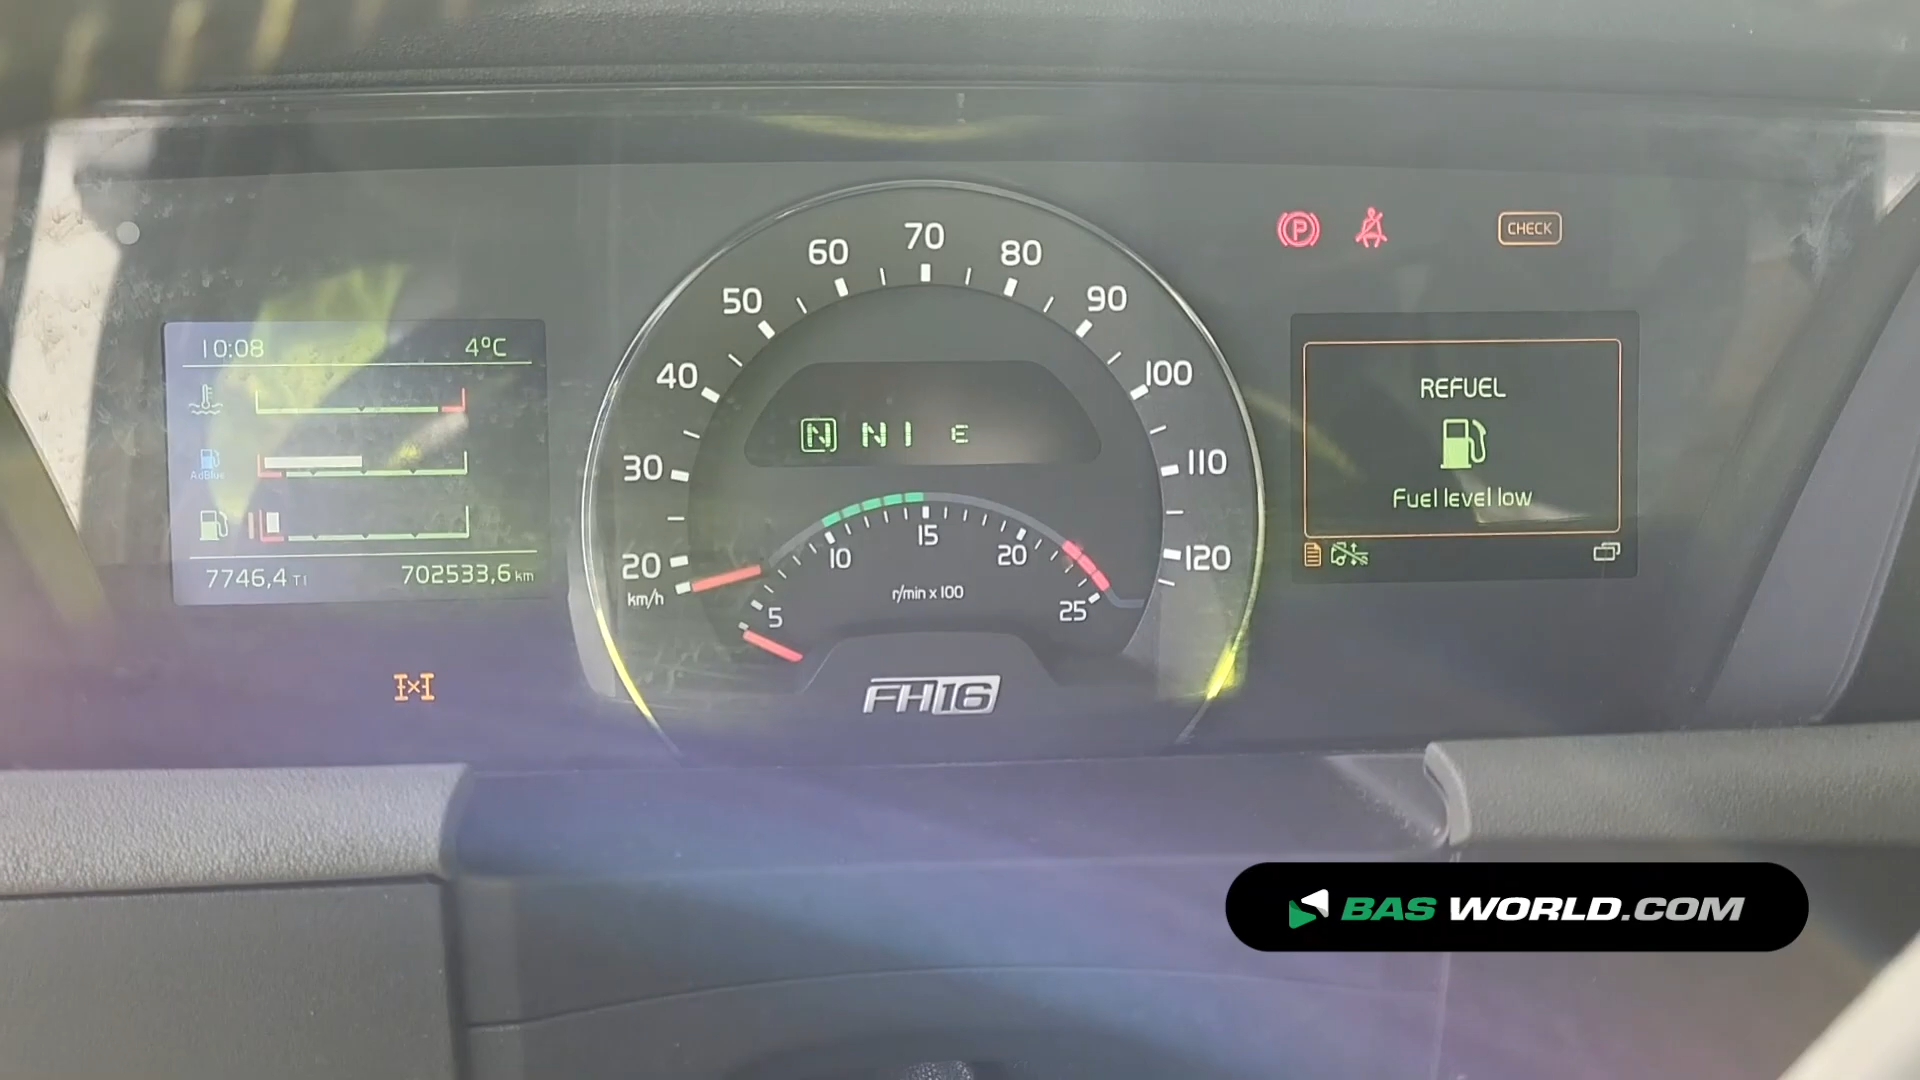 10:08 4°C
AdBlue
7746,4 T1 702533,6 km
20 30 40 50 60 70 80 90 100 110 120
km/h
N N1 E
5 10 15 20 25
r/min x 100
FH16
P
CHECK
REFUEL
Fuel level low
BAS WORLD.COM